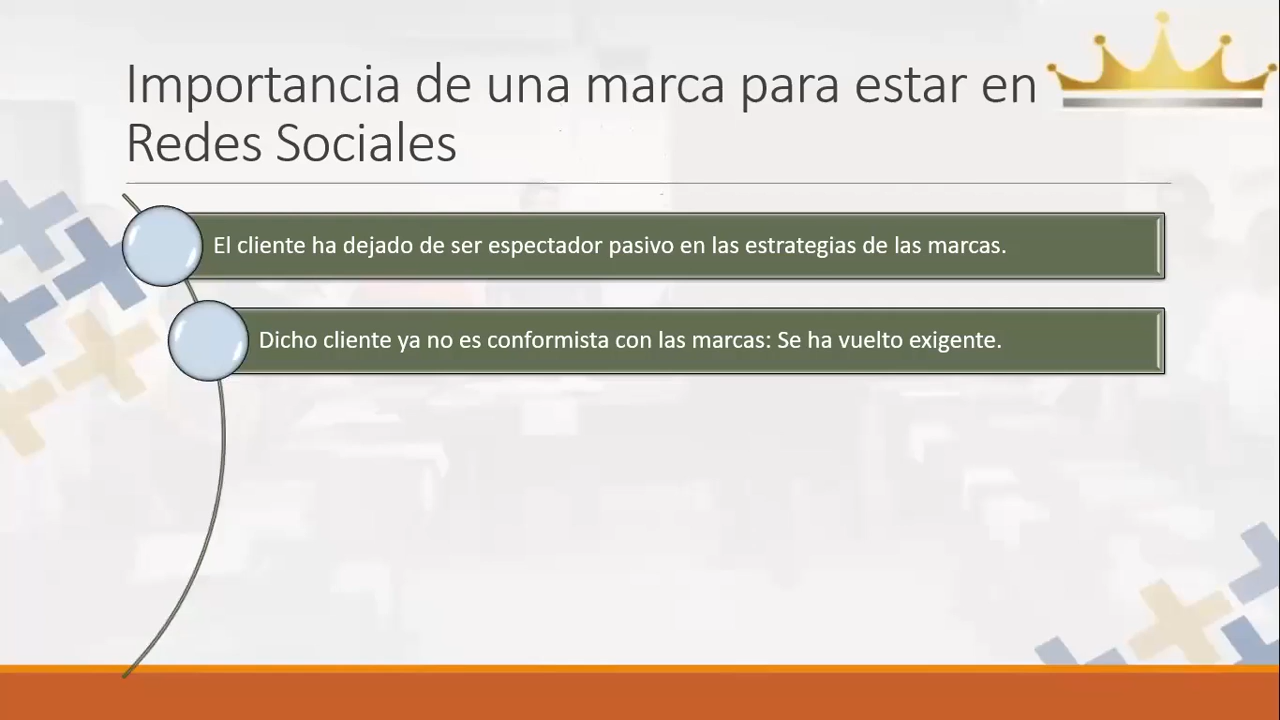 Importancia de una marca para estar en
Redes Sociales
El cliente ha dejado de ser espectador pasivo en las estrategias de las marcas.
Dicho cliente ya no es conformista con las marcas: Se ha vuelto exigente.